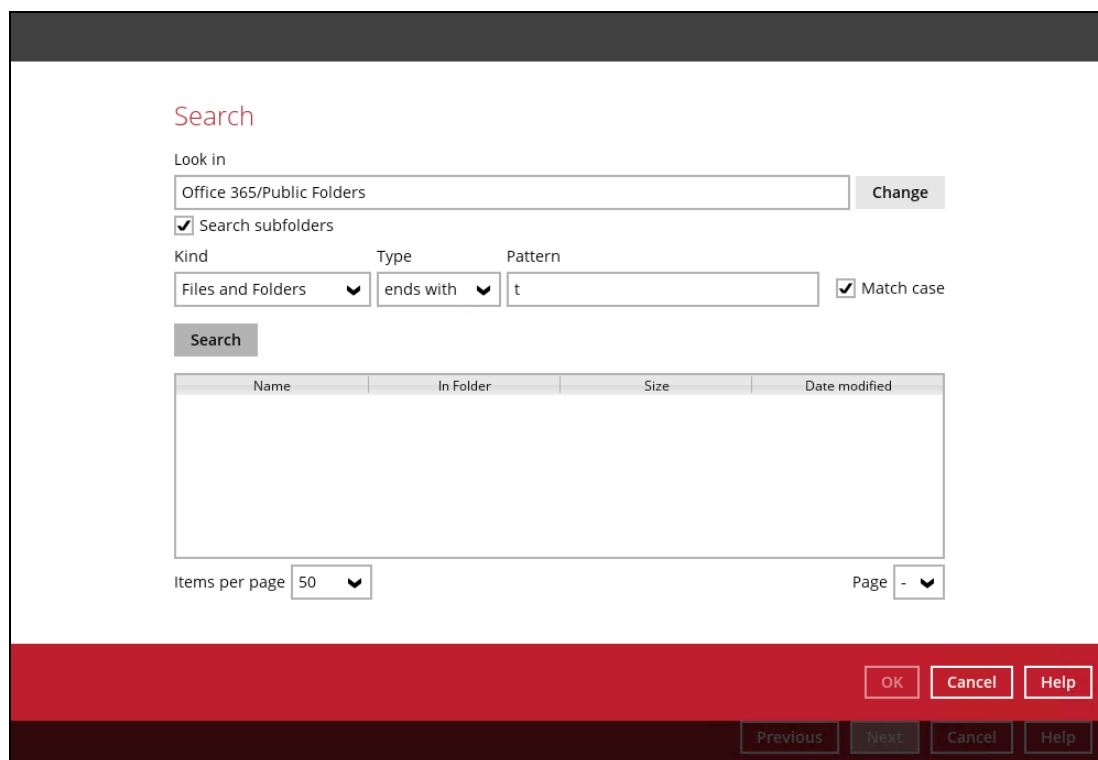 Search
Look in
Office 365/Public Folders Change
Search subfolders
Kind Type Pattern
Files and Folders ends with t Match case
Search
Name In Folder Size Date modified
Items per page 50 Page -
OK Cancel Help
Previous Next Cancel Help